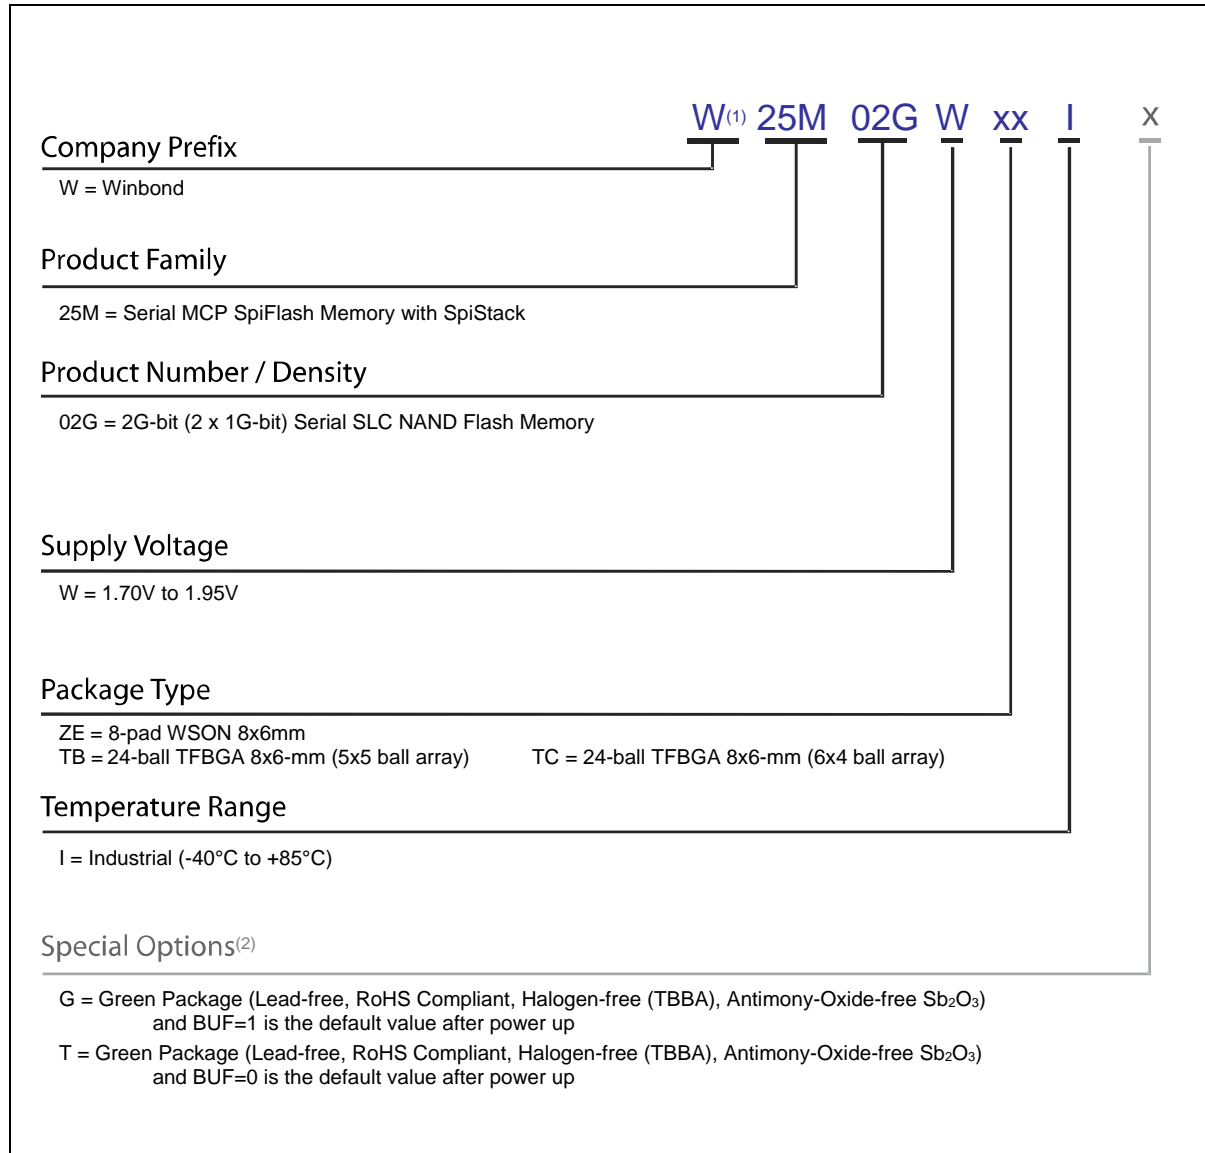 W(1) 25M 02G W xx I x
Company Prefix
W = Winbond
Product Family
25M = Serial MCP SpiFlash Memory with SpiStack
Product Number / Density
02G = 2G-bit (2 x 1G-bit) Serial SLC NAND Flash Memory
Supply Voltage
W = 1.70V to 1.95V
Package Type
ZE = 8-pad WSON 8x6mm
TB = 24-ball TFBGA 8x6-mm (5x5 ball array) TC = 24-ball TFBGA 8x6-mm (6x4 ball array)
Temperature Range
I = Industrial (-40°C to +85°C)
Special Options(2)
G = Green Package (Lead-free, RoHS Compliant, Halogen-free (TBBA), Antimony-Oxide-free Sb₂O₃)
and BUF=1 is the default value after power up
T = Green Package (Lead-free, RoHS Compliant, Halogen-free (TBBA), Antimony-Oxide-free Sb₂O₃)
and BUF=0 is the default value after power up